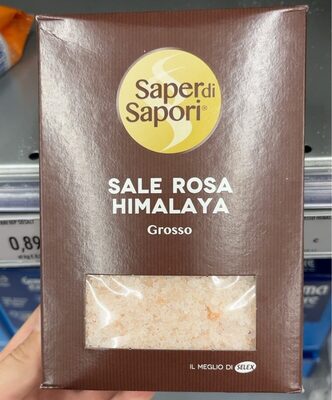 Saper di
Sapori®
SALE ROSA
HIMALAYA
Grosso
0,89
IL MEGLIO DI SELEX